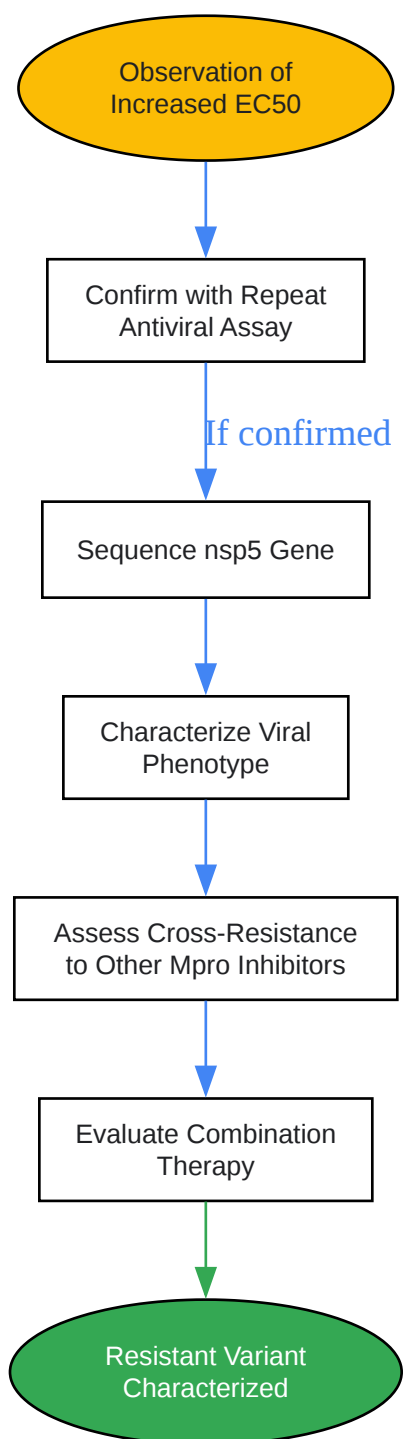 Observation of
Increased EC50
Confirm with Repeat
Antiviral Assay
If confirmed
Sequence nsp5 Gene
Characterize Viral
Phenotype
Assess Cross-Resistance
to Other Mpro Inhibitors
Evaluate Combination
Therapy
Resistant Variant
Characterized